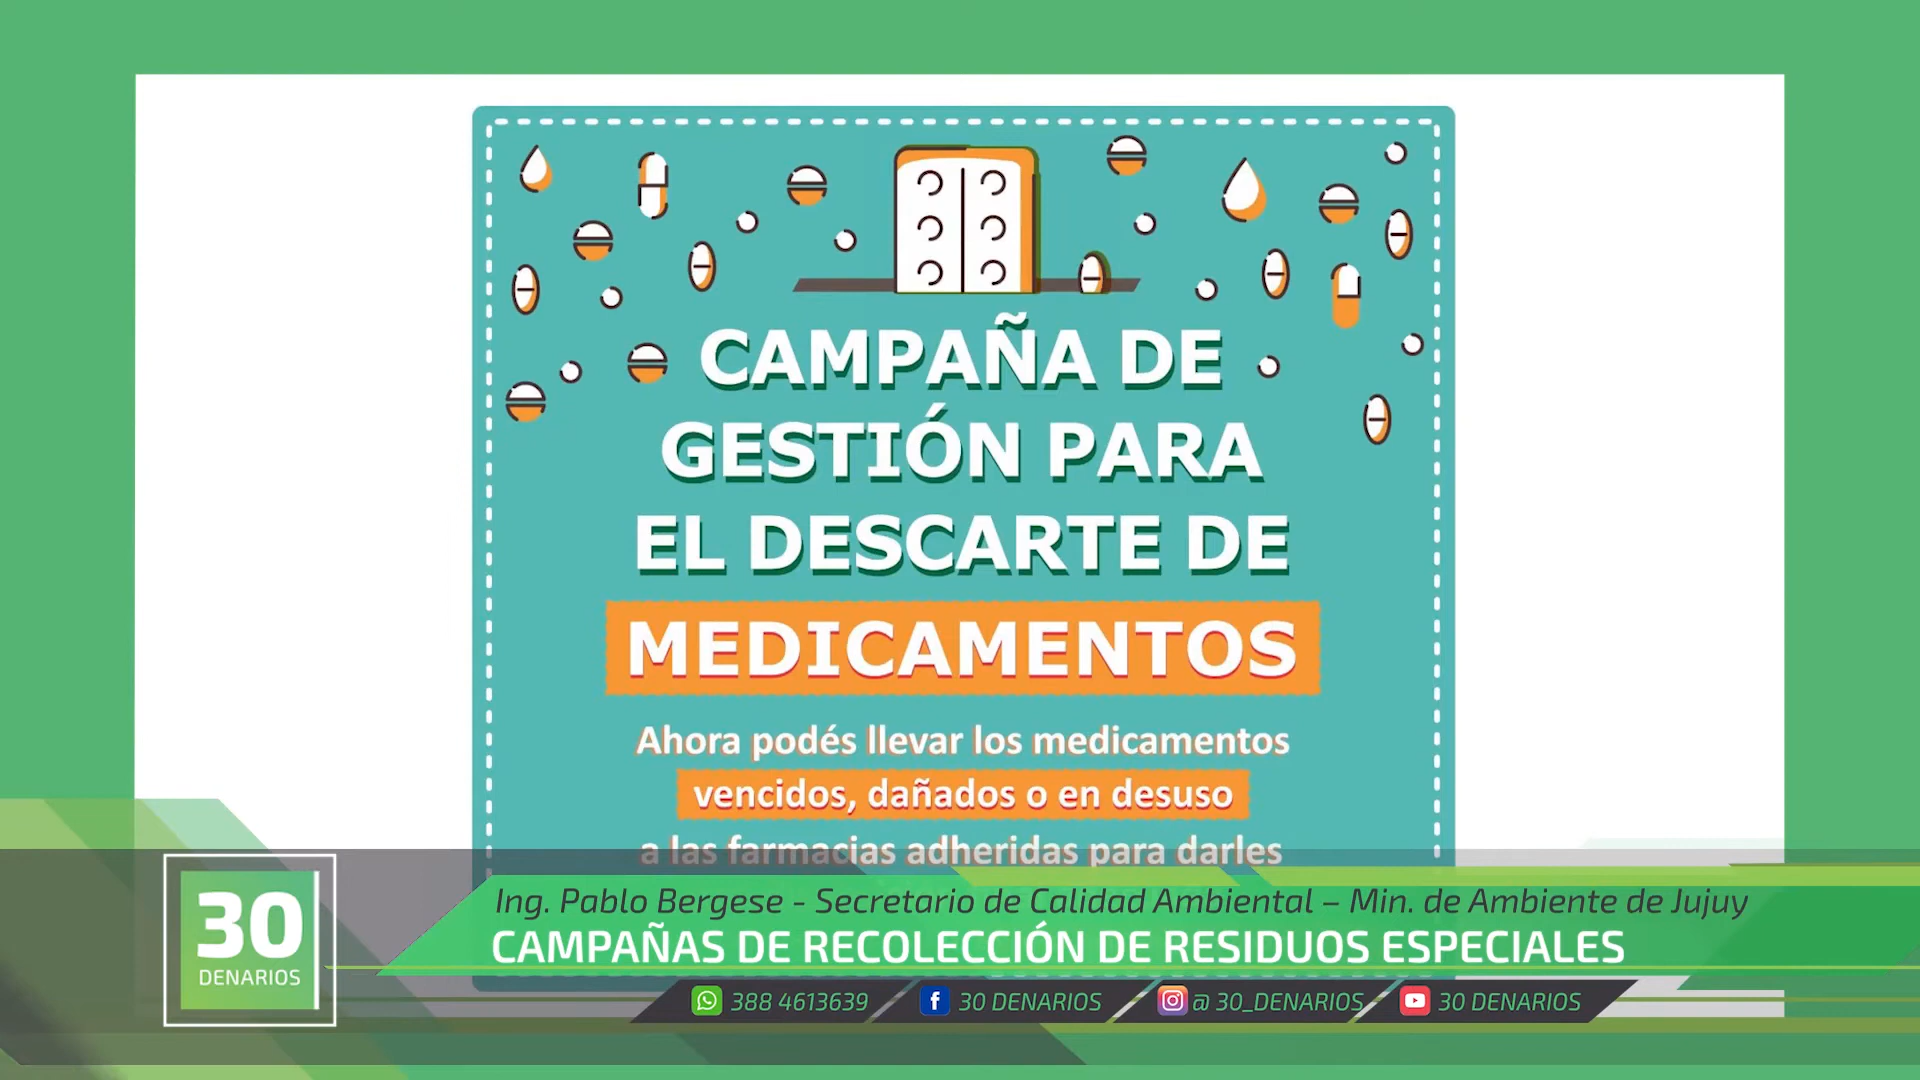 CAMPAÑA DE
GESTIÓN PARA
EL DESCARTE DE
MEDICAMENTOS
Ahora podés llevar los medicamentos
vencidos, dañados o en desuso
a las farmacias adheridas para darles
Ing. Pablo Bergese - Secretario de Calidad Ambiental – Min. de Ambiente de Jujuy
CAMPAÑAS DE RECOLECCIÓN DE RESIDUOS ESPECIALES
30
DENARIOS
388 4613639
30 DENARIOS
@30_DENARIOS
30 DENARIOS